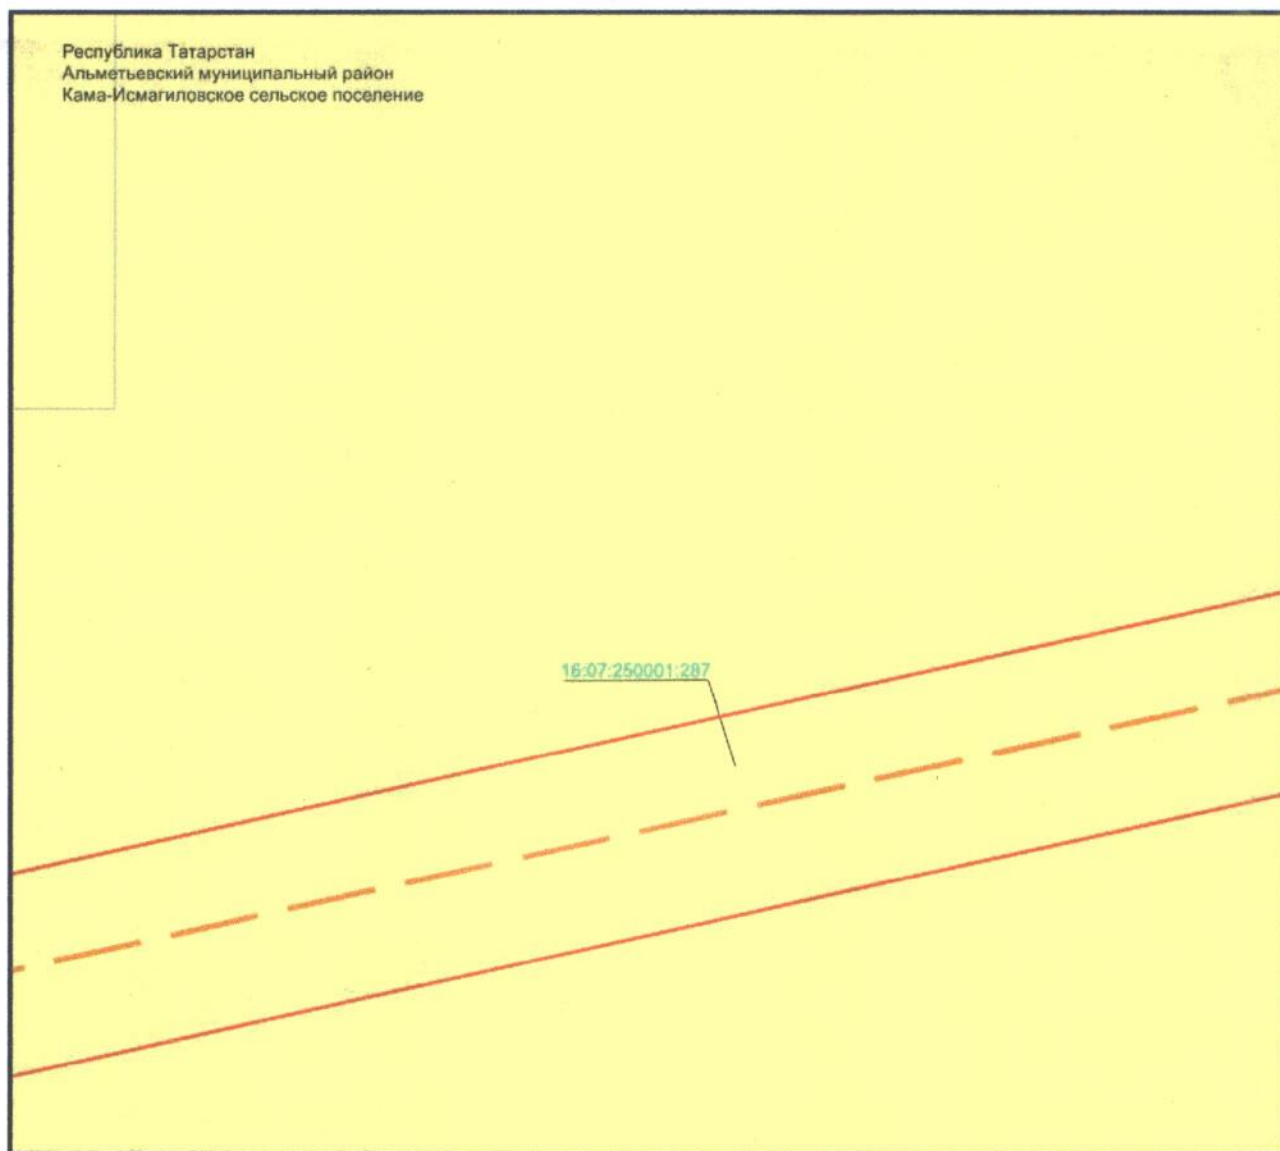 Республика Татарстан
Альметьевский муниципальный район
Кама-Исмагиловское сельское поселение
16:07:250001:287